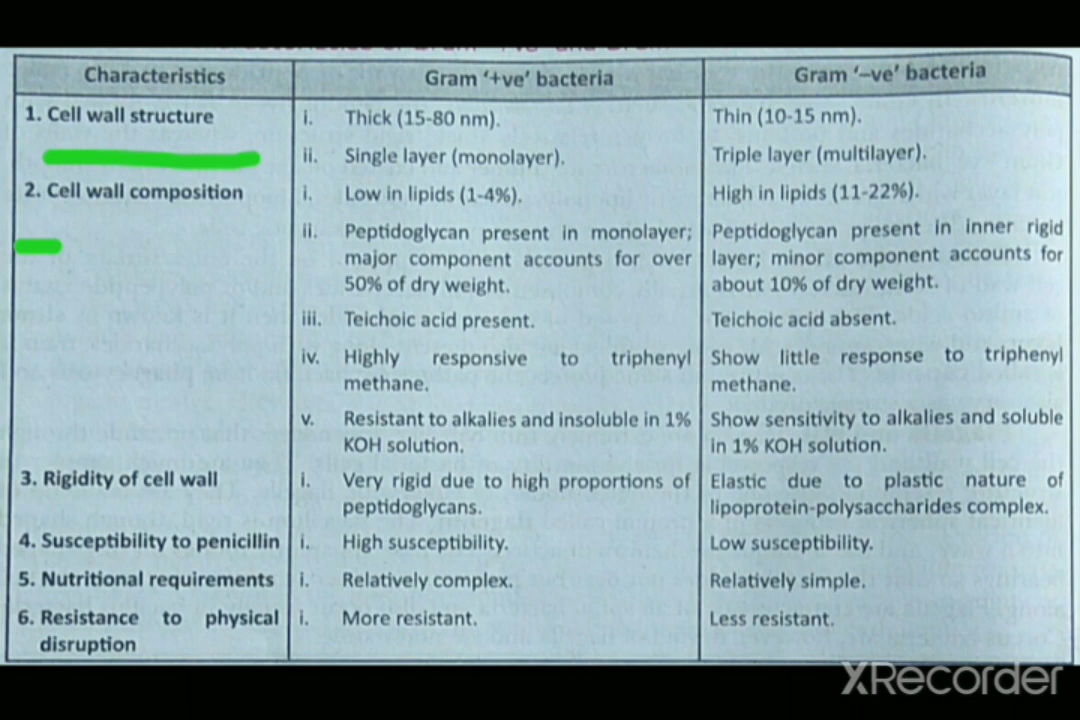 Characteristics Gram ‘+ve’ bacteria Gram ‘–ve’ bacteria
1. Cell wall structure i. Thick (15-80 nm). Thin (10-15 nm).
ii. Single layer (monolayer). Triple layer (multilayer).
2. Cell wall composition i. Low in lipids (1-4%). High in lipids (11-22%).
ii. Peptidoglycan present in monolayer; Peptidoglycan present in inner rigid
major component accounts for over layer; minor component accounts for
50% of dry weight. about 10% of dry weight.
iii. Teichoic acid present. Teichoic acid absent.
iv. Highly responsive to triphenyl Show little response to triphenyl
methane. methane.
v. Resistant to alkalies and insoluble in 1% Show sensitivity to alkalies and soluble
KOH solution. in 1% KOH solution.
3. Rigidity of cell wall i. Very rigid due to high proportions of Elastic due to plastic nature of
peptidoglycans. lipoprotein-polysaccharides complex.
4. Susceptibility to penicillin i. High susceptibility. Low susceptibility.
5. Nutritional requirements i. Relatively complex. Relatively simple.
6. Resistance to physical i. More resistant. Less resistant.
disruption
XRecorder